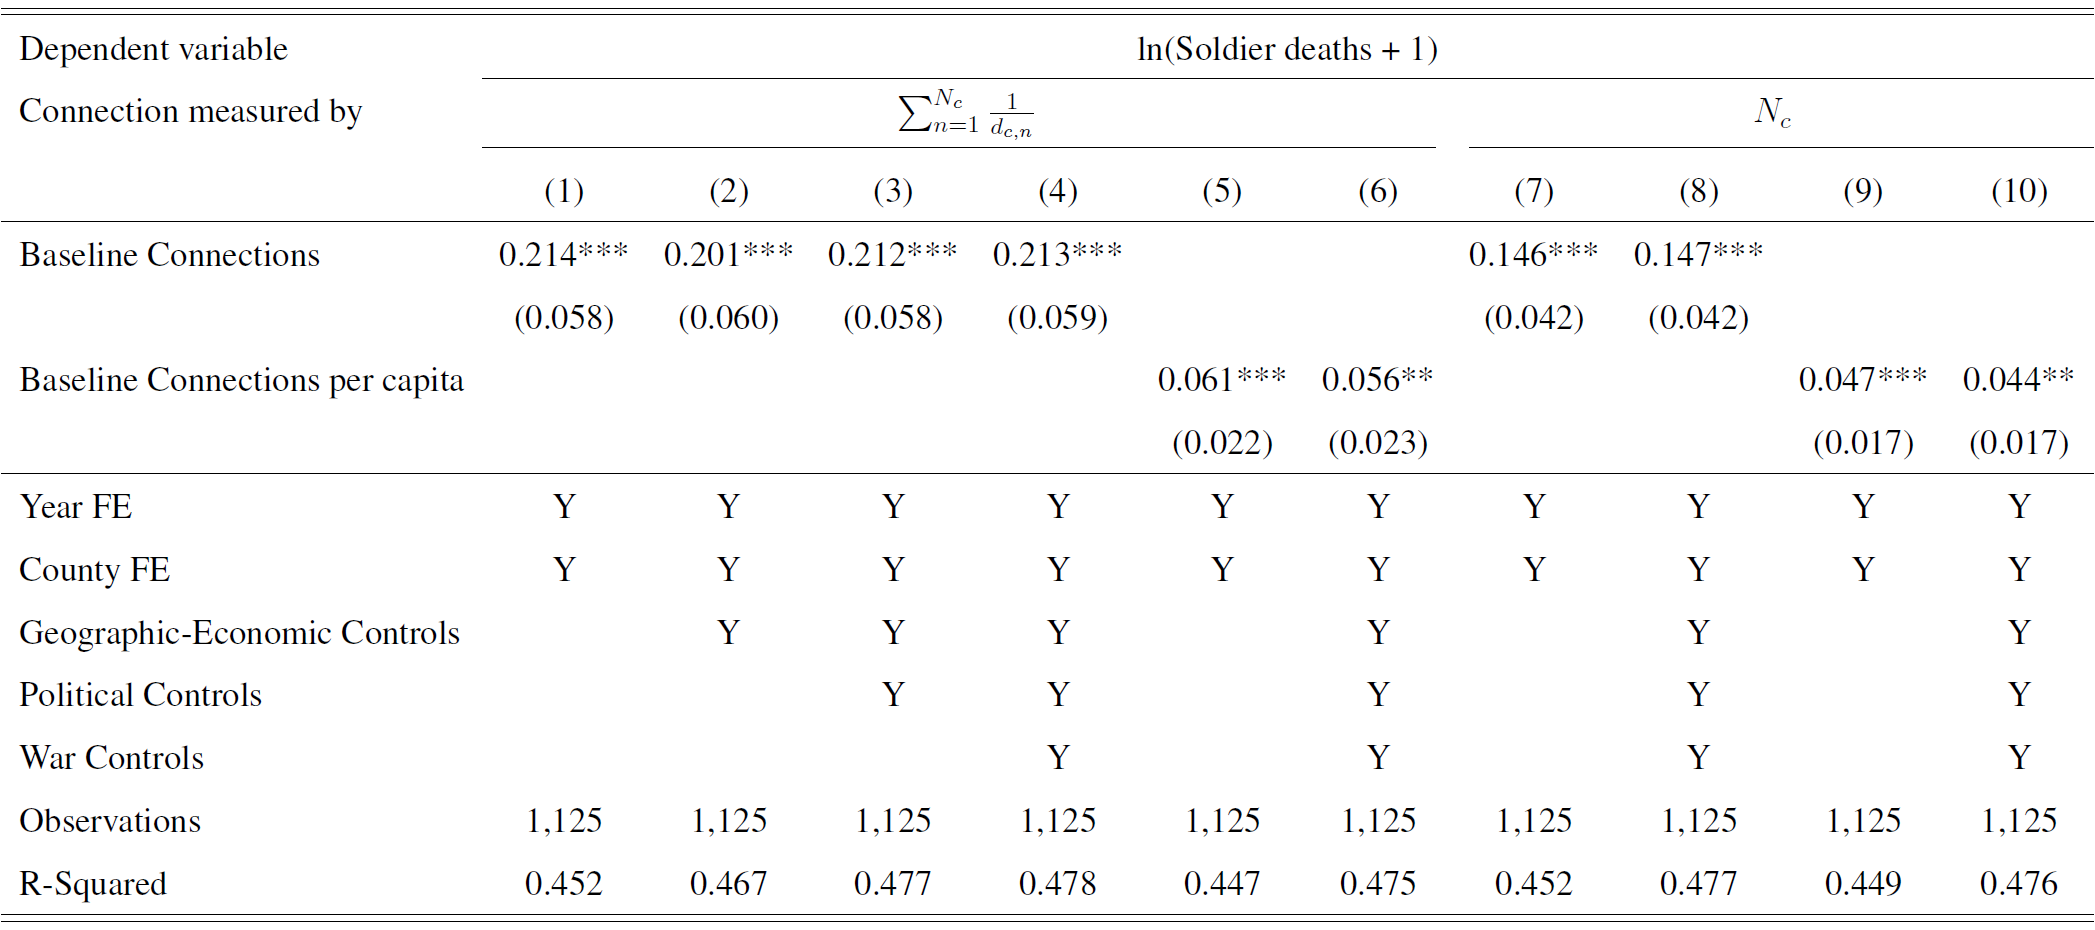 Dependent variable ln(Soldier deaths + 1)
Connection measured by \sum_{n=1}^{N_c} \frac{1}{d_{c,n}} N_c
(1) (2) (3) (4) (5) (6) (7) (8) (9) (10)
Baseline Connections 0.214*** 0.201*** 0.212*** 0.213*** 0.146*** 0.147***
(0.058) (0.060) (0.058) (0.059) (0.042) (0.042)
Baseline Connections per capita 0.061*** 0.056** 0.047*** 0.044**
(0.022) (0.023) (0.017) (0.017)
Year FE Y Y Y Y Y Y Y Y Y Y
County FE Y Y Y Y Y Y Y Y Y Y
Geographic-Economic Controls Y Y Y Y Y Y
Political Controls Y Y Y Y Y
War Controls Y Y Y Y
Observations 1,125 1,125 1,125 1,125 1,125 1,125 1,125 1,125 1,125 1,125
R-Squared 0.452 0.467 0.477 0.478 0.447 0.475 0.452 0.477 0.449 0.476